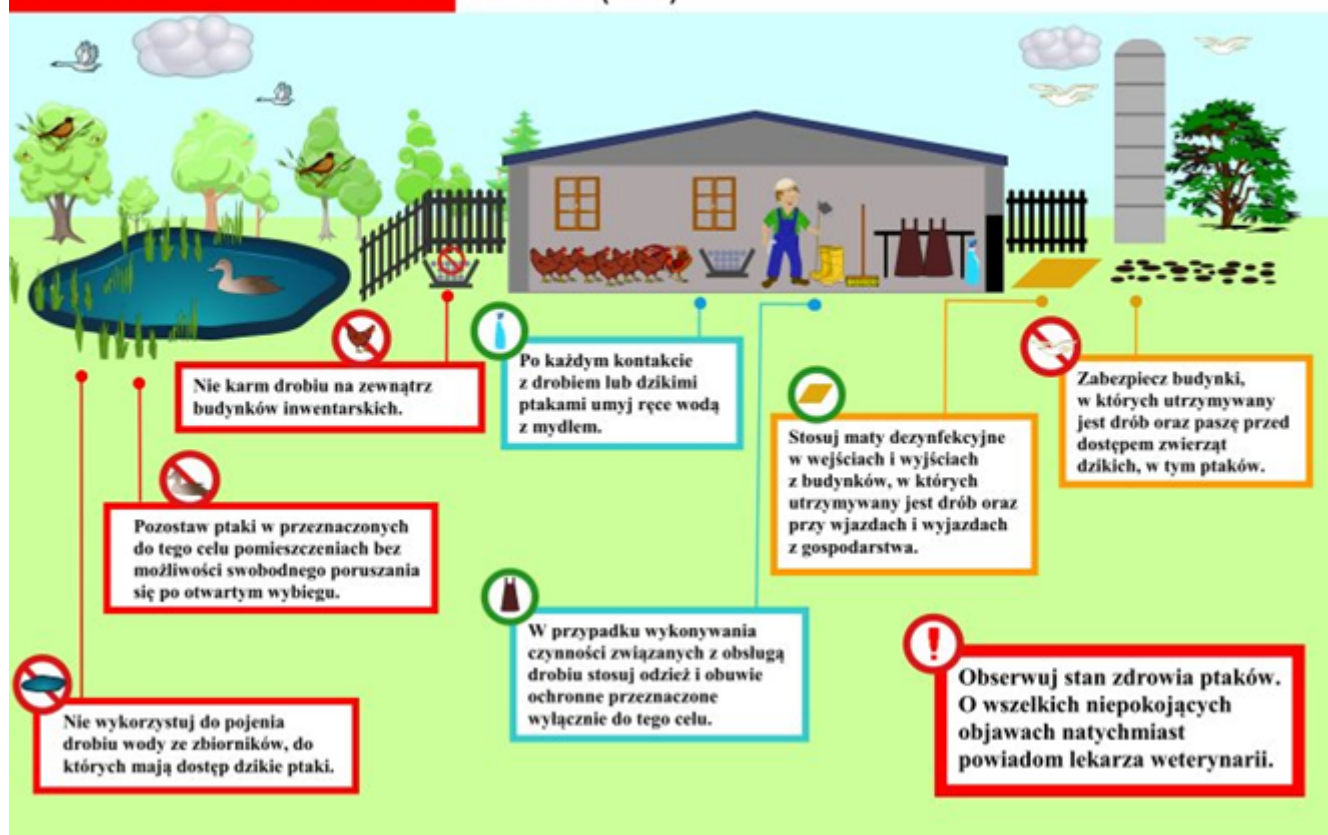 Nie karm drobiu na zewnątrz
budynków inwentarskich.
Po każdym kontakcie
z drobiem lub dzikimi
ptakami umyj ręce wodą
z mydłem.
Stosuj maty dezynfekcyjne
w wejściach i wyjściach
z budynków, w których
utrzymywany jest drób oraz
przy wjazdach i wyjazdach
z gospodarstwa.
Zabezpiecz budynki,
w których utrzymywany
jest drób oraz paszę przed
dostępem zwierząt
dzikich, w tym ptaków.
Pozostaw ptaki w przeznaczonych
do tego celu pomieszczeniach bez
możliwości swobodnego poruszania
się po otwartym wybiegu.
W przypadku wykonywania
czynności związanych z obsługą
drobiu stosuj odzież i obuwie
ochronne przeznaczone
wyłącznie do tego celu.
Nie wykorzystuj do pojenia
drobiu wody ze zbiorników, do
których mają dostęp dzikie ptaki.
Obserwuj stan zdrowia ptaków.
O wszelkich niepokojących
objawach natychmiast
powiadom lekarza weterynarii.